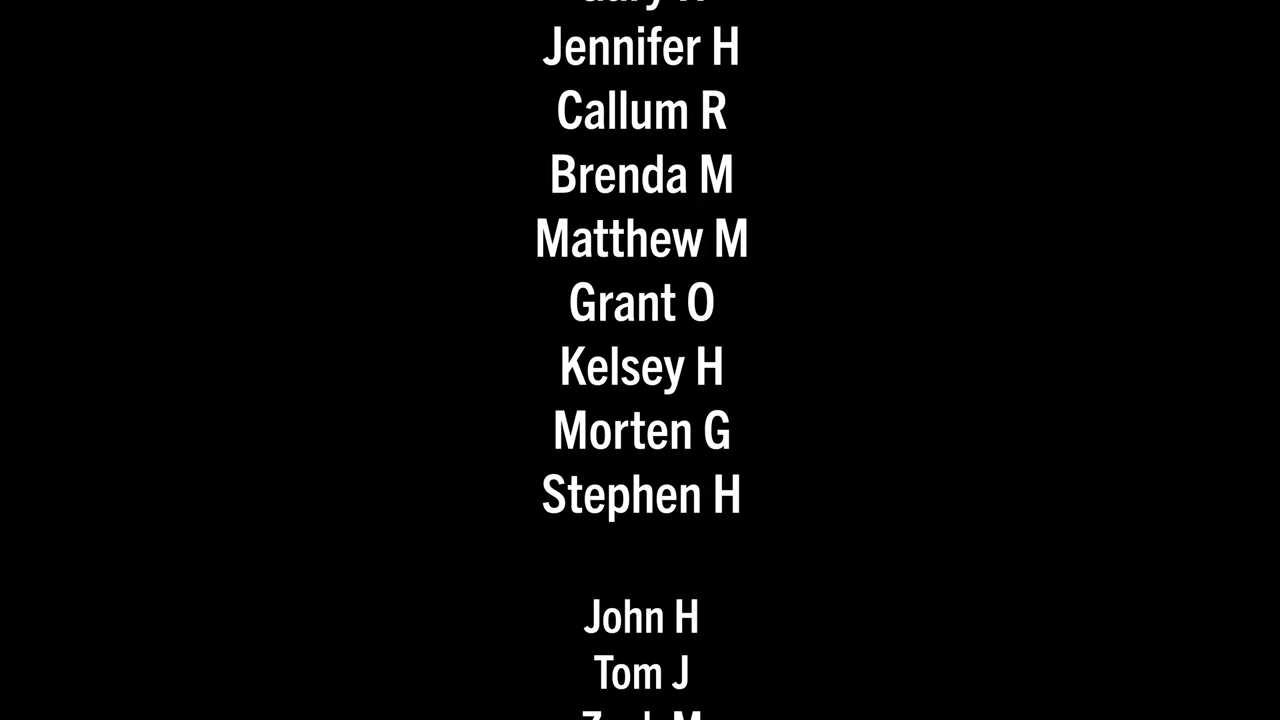 Jennifer H
Callum R
Brenda M
Matthew M
Grant O
Kelsey H
Morten G
Stephen H
John H
Tom J